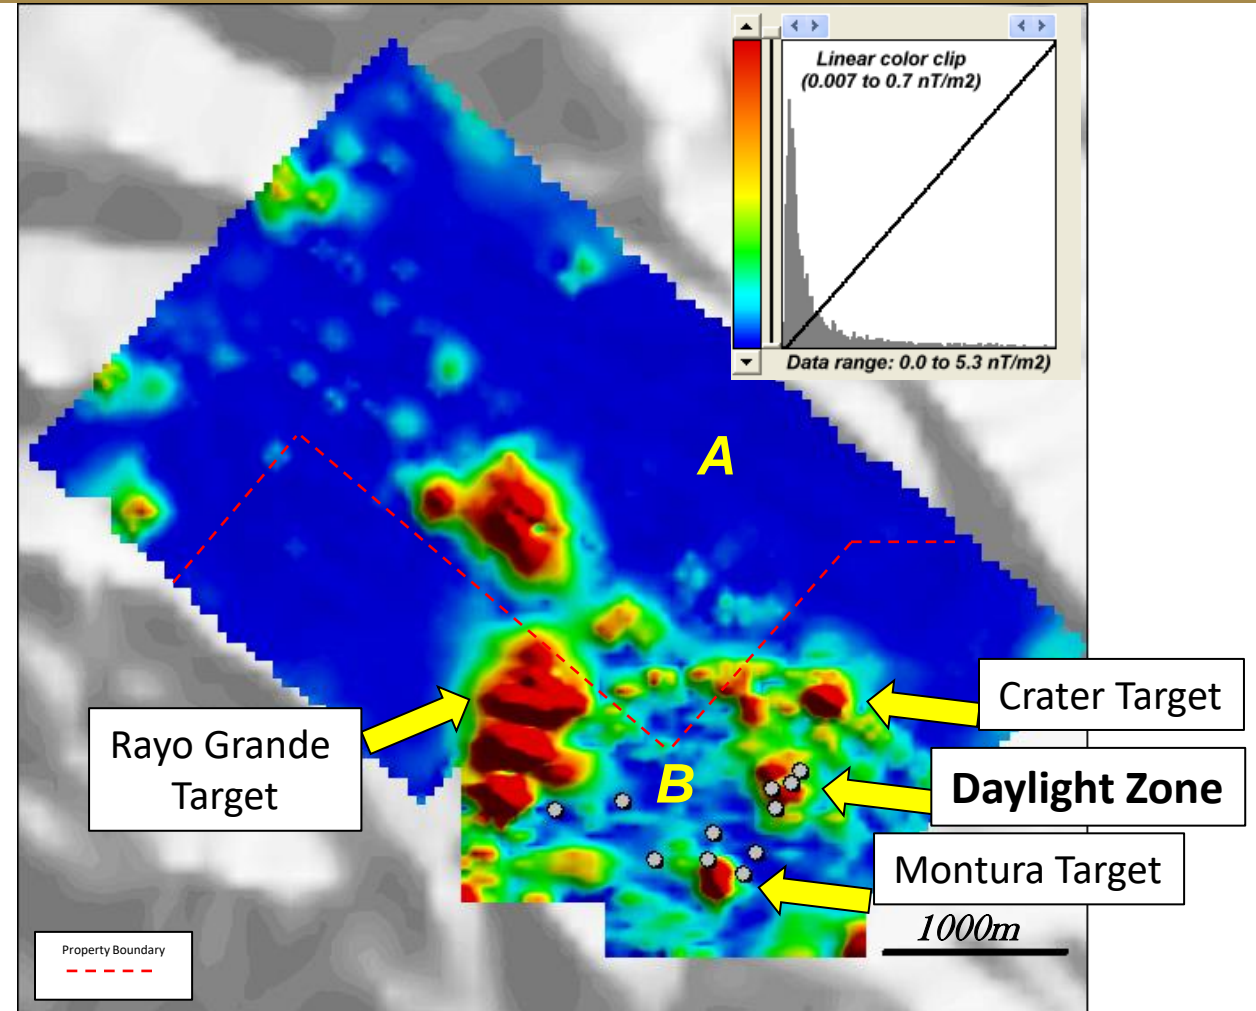 Linear color clip
(0.007 to 0.7 nT/m2)
Data range: 0.0 to 5.3 nT/m2)
A
Crater Target
Rayo Grande
Target
B
Daylight Zone
Montura Target
1000m
Property Boundary